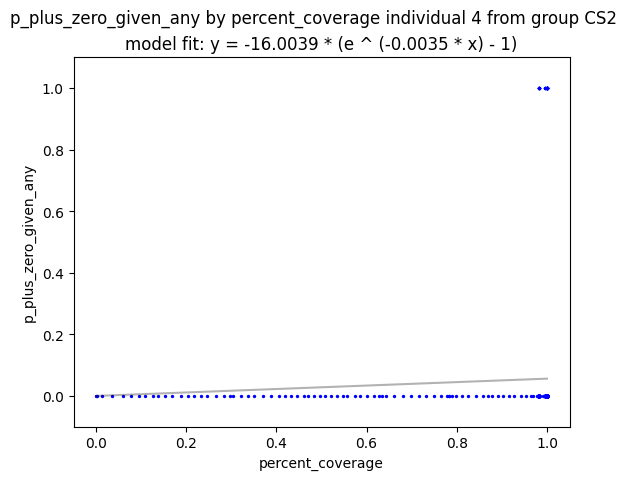 p_plus_zero_given_any by percent_coverage individual 4 from group CS2
model fit: y = -16.0039 * (e ^ (-0.0035 * x) - 1)
1.0
0.8
0.6
0.4
0.2
0.0
p_plus_zero_given_any
0.0 0.2 0.4 0.6 0.8 1.0
percent_coverage